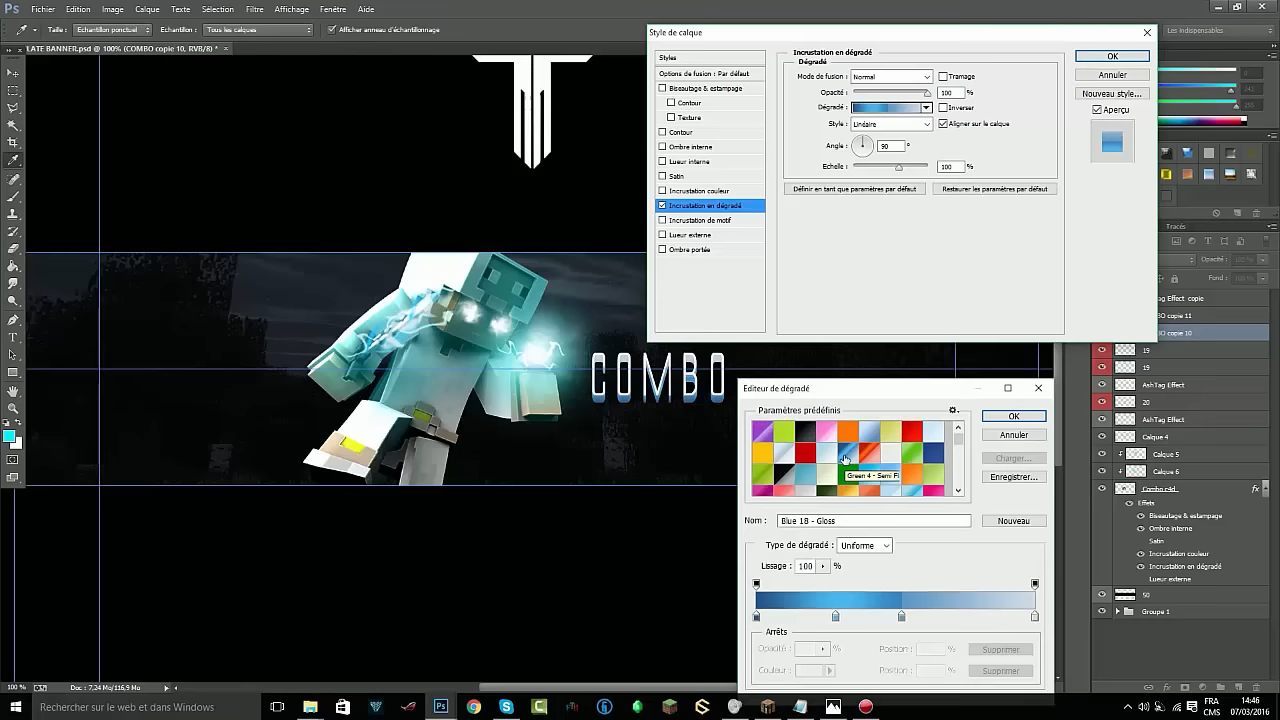 Ps Fichier Edition Image Calque Texte Sélection Filtre Affichage Fenêtre Aide
Taille : Echantillon ponctuel Echantillon : Tous les calques Afficher anneau d'échantillonnage
Les indispensables
LATE BANNER.psd @ 100% (COMBO copie 10, RVB/8) * ×
Style de calque
Styles
Options de fusion : Par défaut
Biseautage & estampage
Contour
Texture
Contour
Ombre interne
Lueur interne
Satin
Incrustation couleur
Incrustation en dégradé
Incrustation de motif
Lueur externe
Ombre portée
Incrustation en dégradé
Dégradé
Mode de fusion : Normal Tramage
Opacité : 100 %
Dégradé : Inverser
Style : Linéaire Aligner sur le calque
Angle : 90 °
Echelle : 100 %
Définir en tant que paramètres par défaut Restaurer les paramètres par défaut
OK
Annuler
Nouveau style...
Aperçu
Tracés
Opacité : 100 %
Fond : 100 %
COMBO
Editeur de dégradé
Paramètres prédéfinis
OK
Annuler
Charger...
Enregistrer...
Green 4 - Semi Fl
Nom : Blue 18 - Gloss Nouveau
Type de dégradé : Uniforme
Lissage : 100 %
Arrêts
Opacité : % Position : % Supprimer
Couleur : Position : % Supprimer
Tag Effect copie
BO copie 11
BO copie 10
19
19
AshTag Effect
20
AshTag Effect
Calque 4
Calque 5
Calque 6
Combo c4d fx
Effets
Biseautage & estampage
Ombre interne
Satin
Incrustation couleur
Incrustation en dégradé
Lueur externe
50
Groupe 1
100 % Doc : 7,24 Mo/116,9 Mo
Rechercher sur le web et dans Windows
FRA
CMS
14:46
07/03/2016